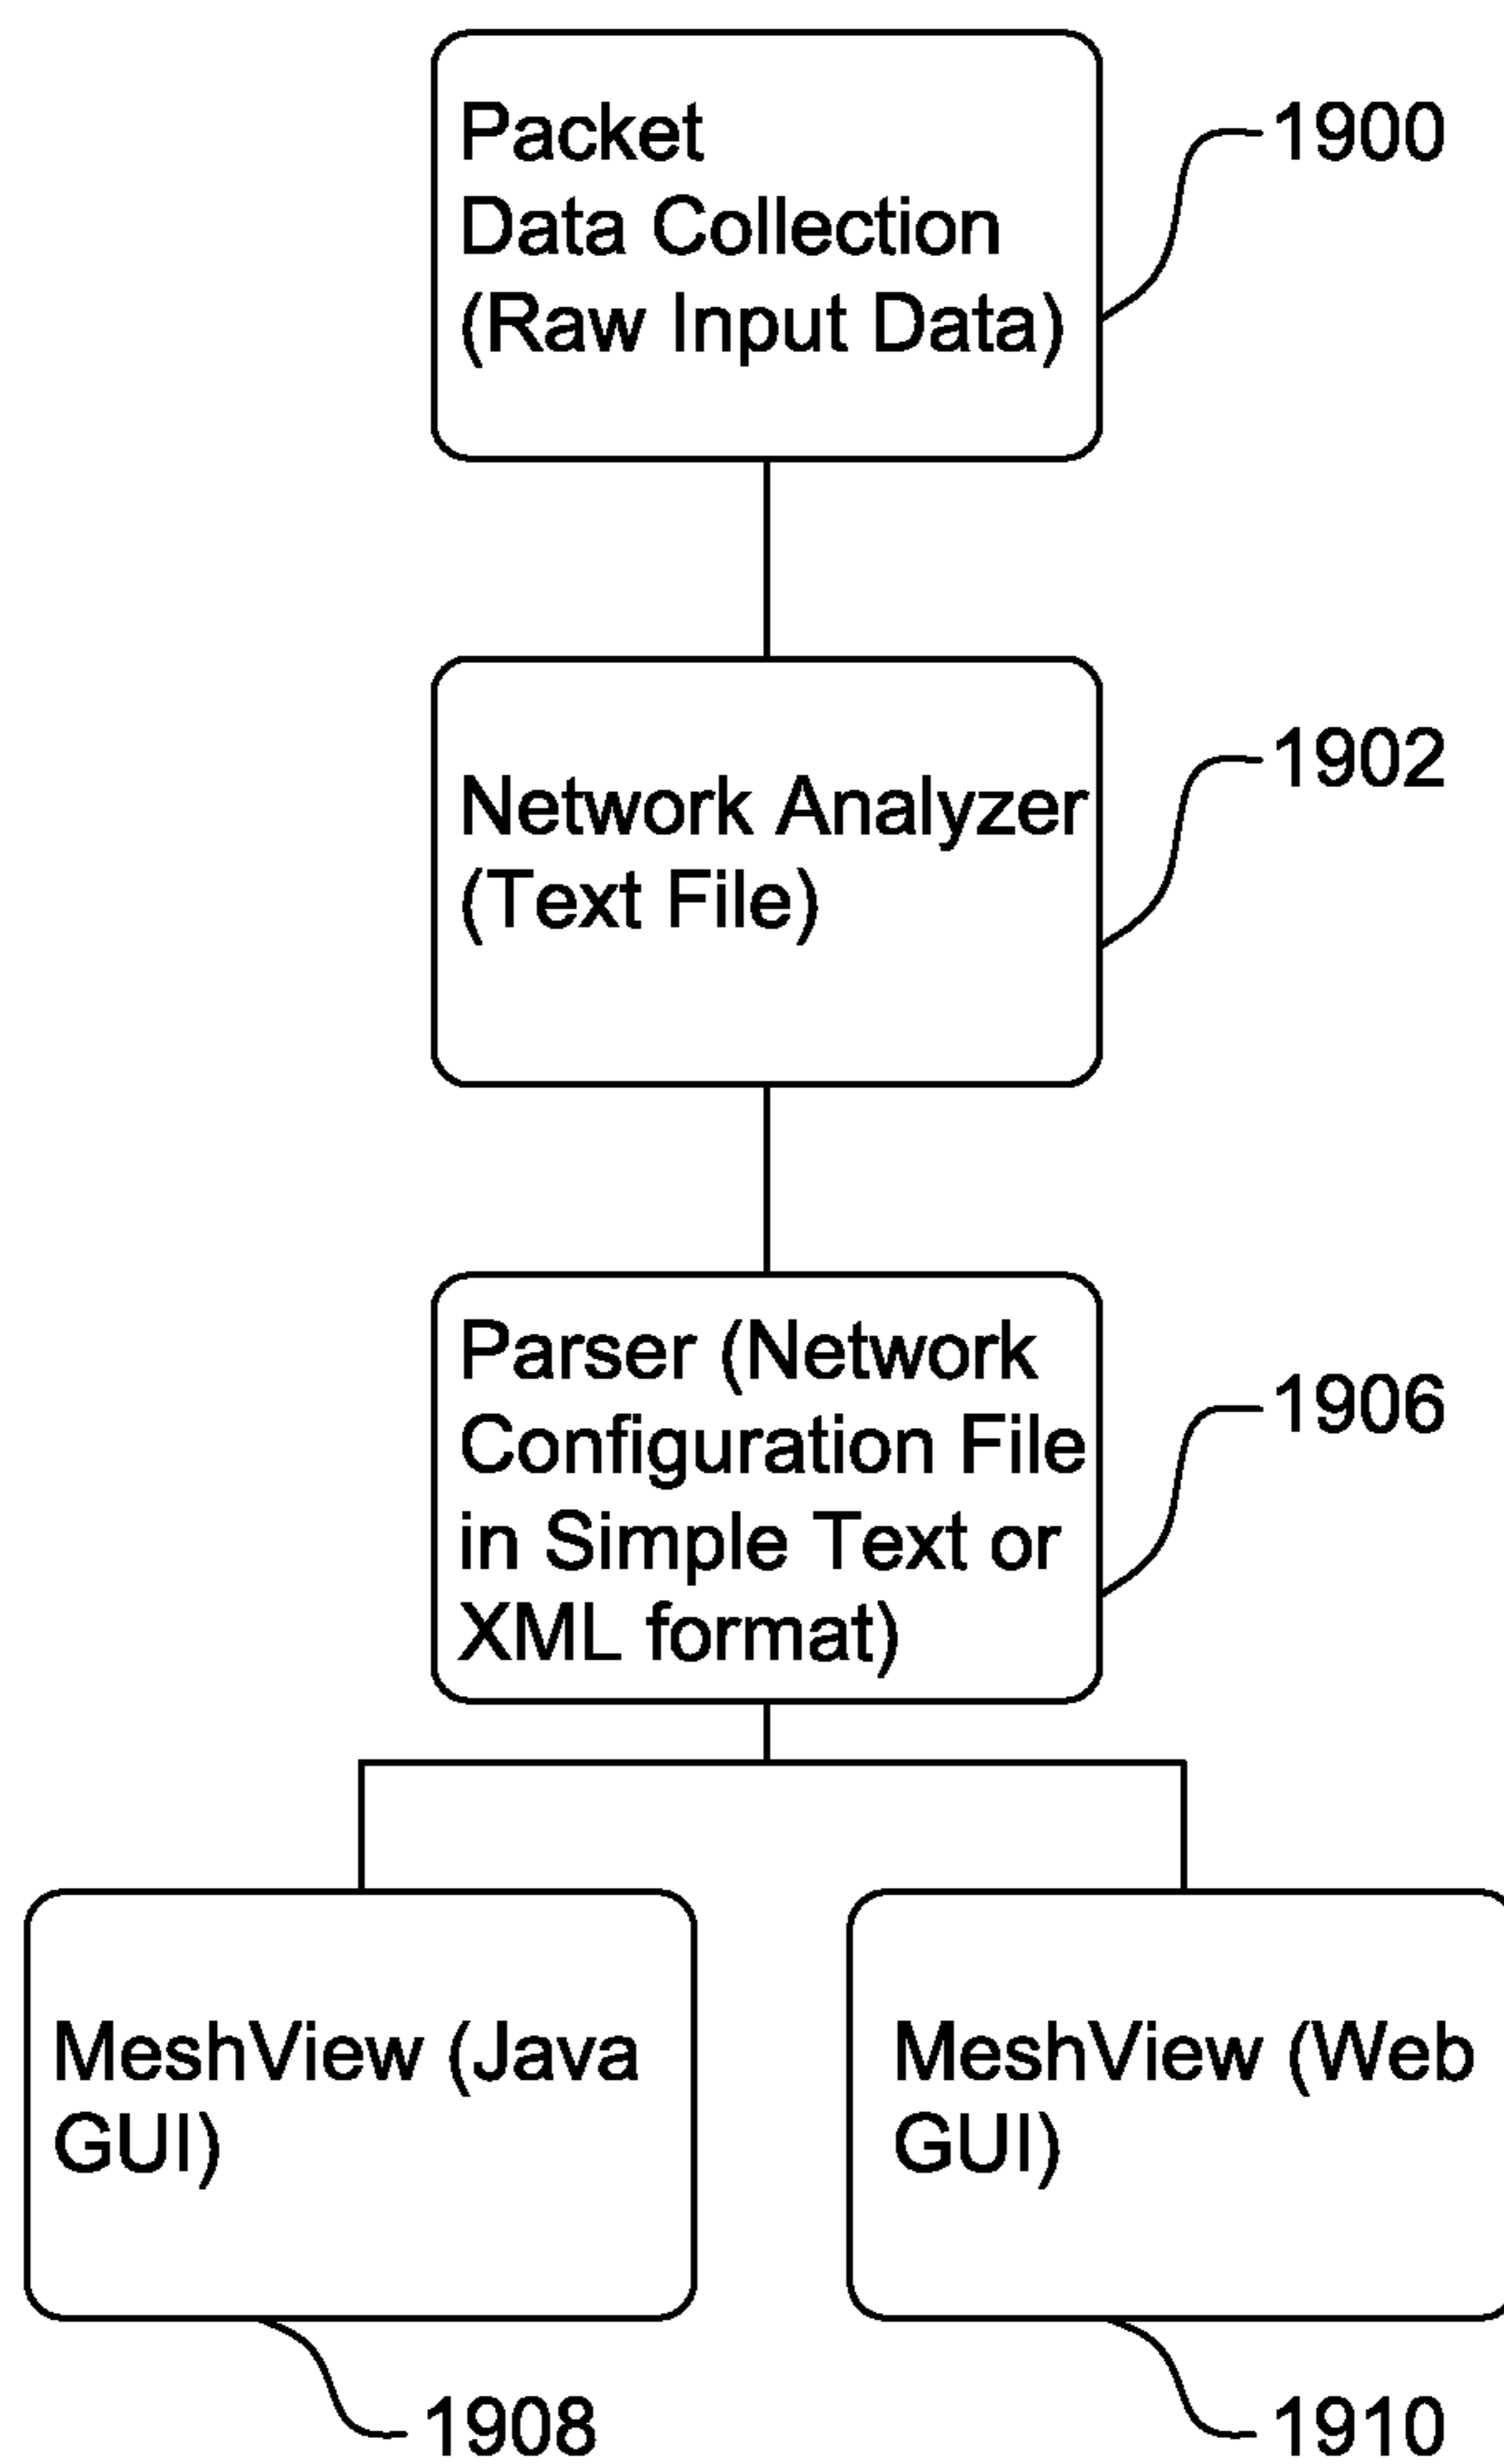 Packet
Data Collection
(Raw Input Data)
1900
Network Analyzer
(Text File)
1902
Parser (Network
Configuration File
in Simple Text or
XML format)
1906
MeshView (Java
GUI)
MeshView (Web
GUI)
1908
1910